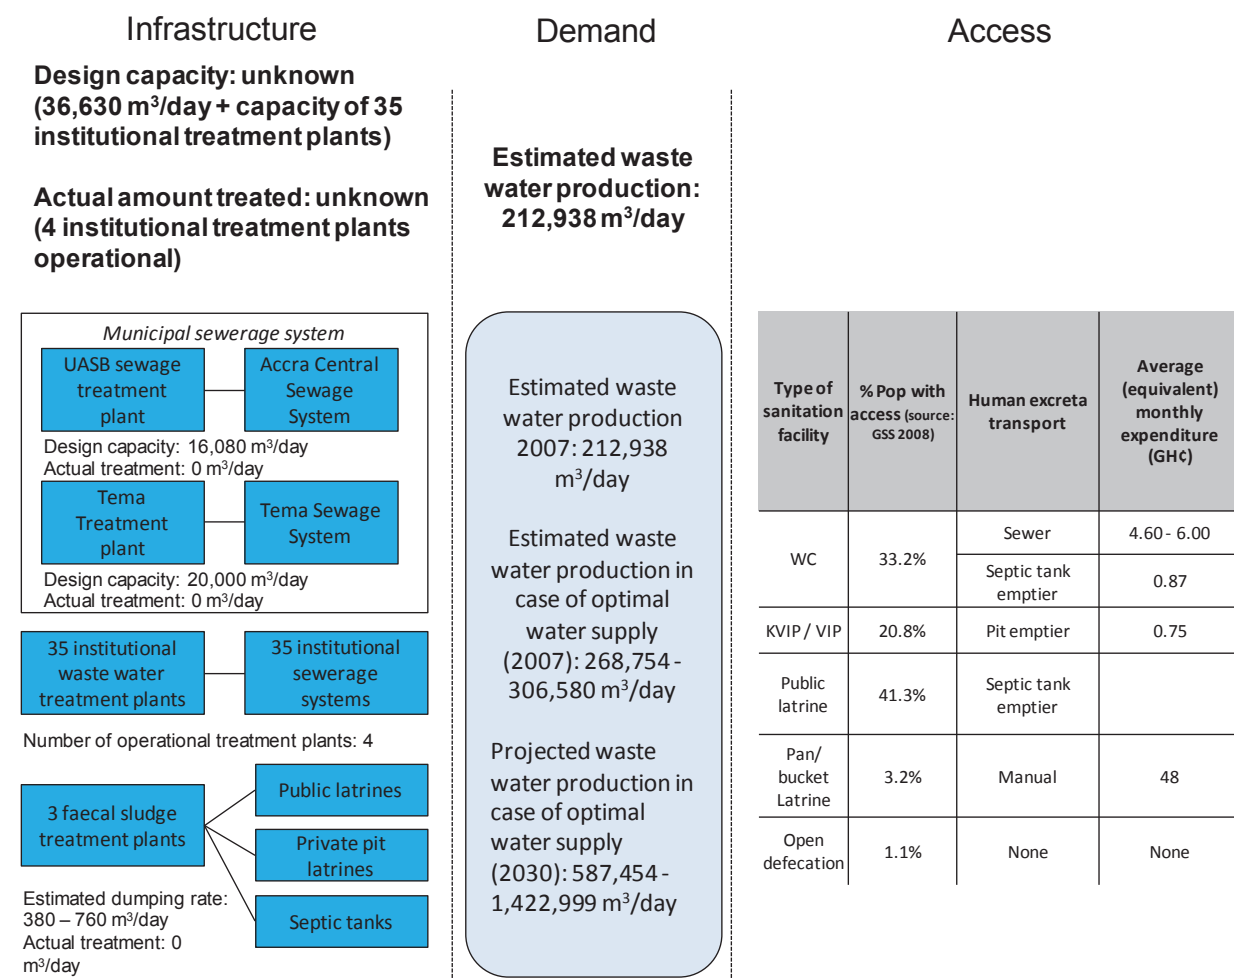 Infrastructure
Design capacity: unknown
(36,630 m³/day + capacity of 35
institutional treatment plants)
Actual amount treated: unknown
(4 institutional treatment plants
operational)
Municipal sewerage system
UASB sewage
treatment
plant
Accra Central
Sewage
System
Design capacity: 16,080 m³/day
Actual treatment: 0 m³/day
Tema
Treatment
plant
Tema Sewage
System
Design capacity: 20,000 m³/day
Actual treatment: 0 m³/day
35 institutional
waste water
treatment plants
35 institutional
sewerage
systems
Number of operational treatment plants: 4
3 faecal sludge
treatment plants
Public latrines
Private pit
latrines
Septic tanks
Estimated dumping rate:
380 – 760 m³/day
Actual treatment: 0
m³/day
Demand
Estimated waste
water production:
212,938 m³/day
Estimated waste
water production
2007: 212,938
m³/day
Estimated waste
water production in
case of optimal
water supply
(2007): 268,754 -
306,580 m³/day
Projected waste
water production in
case of optimal
water supply
(2030): 587,454 -
1,422,999 m³/day
Access
Type of
sanitation
facility
% Pop with
access (source:
GSS 2008)
Human excreta
transport
Average
(equivalent)
monthly
expenditure
(GH¢)
WC
33.2%
Sewer
4.60 - 6.00
Septic tank
emptier
0.87
KVIP / VIP
20.8%
Pit emptier
0.75
Public
latrine
41.3%
Septic tank
emptier
Pan/
bucket
Latrine
3.2%
Manual
48
Open
defecation
1.1%
None
None